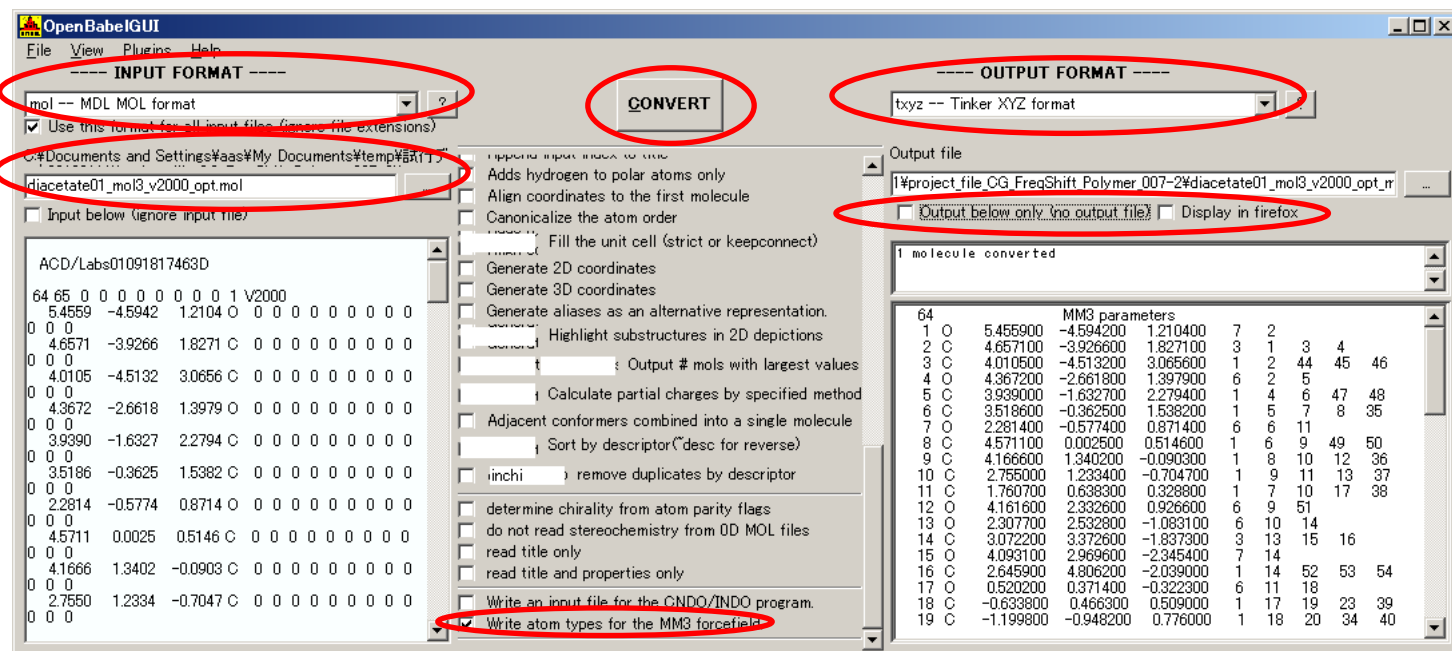 OpenBabelGUI
File View Plugins Help
---- INPUT FORMAT ----
mol -- MDL MOL format
?
Use this format for all input files (ignore file extensions)
C:¥Documents and Settings¥aas¥My Documents¥temp¥試行デ
diacetate01_mol3_v2000_opt.mol
...
Input below (ignore input file)
ACD/Labs01091817463D
64 65 0 0 0 0 0 0 0 0 1 V2000
5.4559 -4.5942 1.2104 O 0 0 0 0 0 0 0 0 0
0 0 0
4.6571 -3.9266 1.8271 C 0 0 0 0 0 0 0 0 0
0 0 0
4.0105 -4.5132 3.0656 C 0 0 0 0 0 0 0 0 0
0 0 0
4.3672 -2.6618 1.3979 O 0 0 0 0 0 0 0 0 0
0 0 0
3.9390 -1.6327 2.2794 C 0 0 0 0 0 0 0 0 0
0 0 0
3.5186 -0.3625 1.5382 C 0 0 0 0 0 0 0 0 0
0 0 0
2.2814 -0.5774 0.8714 O 0 0 0 0 0 0 0 0 0
0 0 0
4.5711 0.0025 0.5146 C 0 0 0 0 0 0 0 0 0
0 0 0
4.1666 1.3402 -0.0903 C 0 0 0 0 0 0 0 0 0
0 0 0
2.7550 1.2334 -0.7047 C 0 0 0 0 0 0 0 0 0
0 0 0
CONVERT
Append input index to title
Adds hydrogen to polar atoms only
Align coordinates to the first molecule
Canonicalize the atom order
Fill the unit cell (strict or keepconnect)
Generate 2D coordinates
Generate 3D coordinates
Generate aliases as an alternative representation.
Highlight substructures in 2D depictions
Output # mols with largest values
Calculate partial charges by specified method
Adjacent conformers combined into a single molecule
Sort by descriptor(~desc for reverse)
inchi remove duplicates by descriptor
determine chirality from atom parity flags
do not read stereochemistry from 0D MOL files
read title only
read title and properties only
Write an input file for the CNDO/INDO program.
Write atom types for the MM3 forcefield
---- OUTPUT FORMAT ----
txyz -- Tinker XYZ format
Output file
1¥project_file_CG_FreqShift_Polymer_007-2¥diacetate01_mol3_v2000_opt_m
...
Output below only (no output file) Display in firefox
1 molecule converted
64 MM3 parameters
1 O 5.455900 -4.594200 1.210400 7 2
2 C 4.657100 -3.926600 1.827100 3 1 3 4
3 C 4.010500 -4.513200 3.065600 1 2 44 45 46
4 O 4.367200 -2.661800 1.397900 6 2 5
5 C 3.939000 -1.632700 2.279400 1 4 6 47 48
6 C 3.518600 -0.362500 1.538200 1 5 7 8 35
7 O 2.281400 -0.577400 0.871400 6 6 11
8 C 4.571100 0.002500 0.514600 1 6 9 49 50
9 C 4.166600 1.340200 -0.090300 1 8 10 12 36
10 C 2.755000 1.233400 -0.704700 1 9 11 13 37
11 C 1.760700 0.638300 0.328800 1 7 10 17 38
12 O 4.161600 2.332600 0.926600 6 9 51
13 O 2.307700 2.532800 -1.083100 6 10 14
14 C 3.072200 3.372600 -1.837300 3 13 15 16
15 O 4.093100 2.969600 -2.345400 7 14
16 C 2.645900 4.806200 -2.039000 1 14 52 53 54
17 O 0.520200 0.371400 -0.322300 6 11 18
18 C -0.633800 0.466300 0.509000 1 17 19 23 39
19 C -1.199800 -0.948200 0.776000 1 18 20 34 40